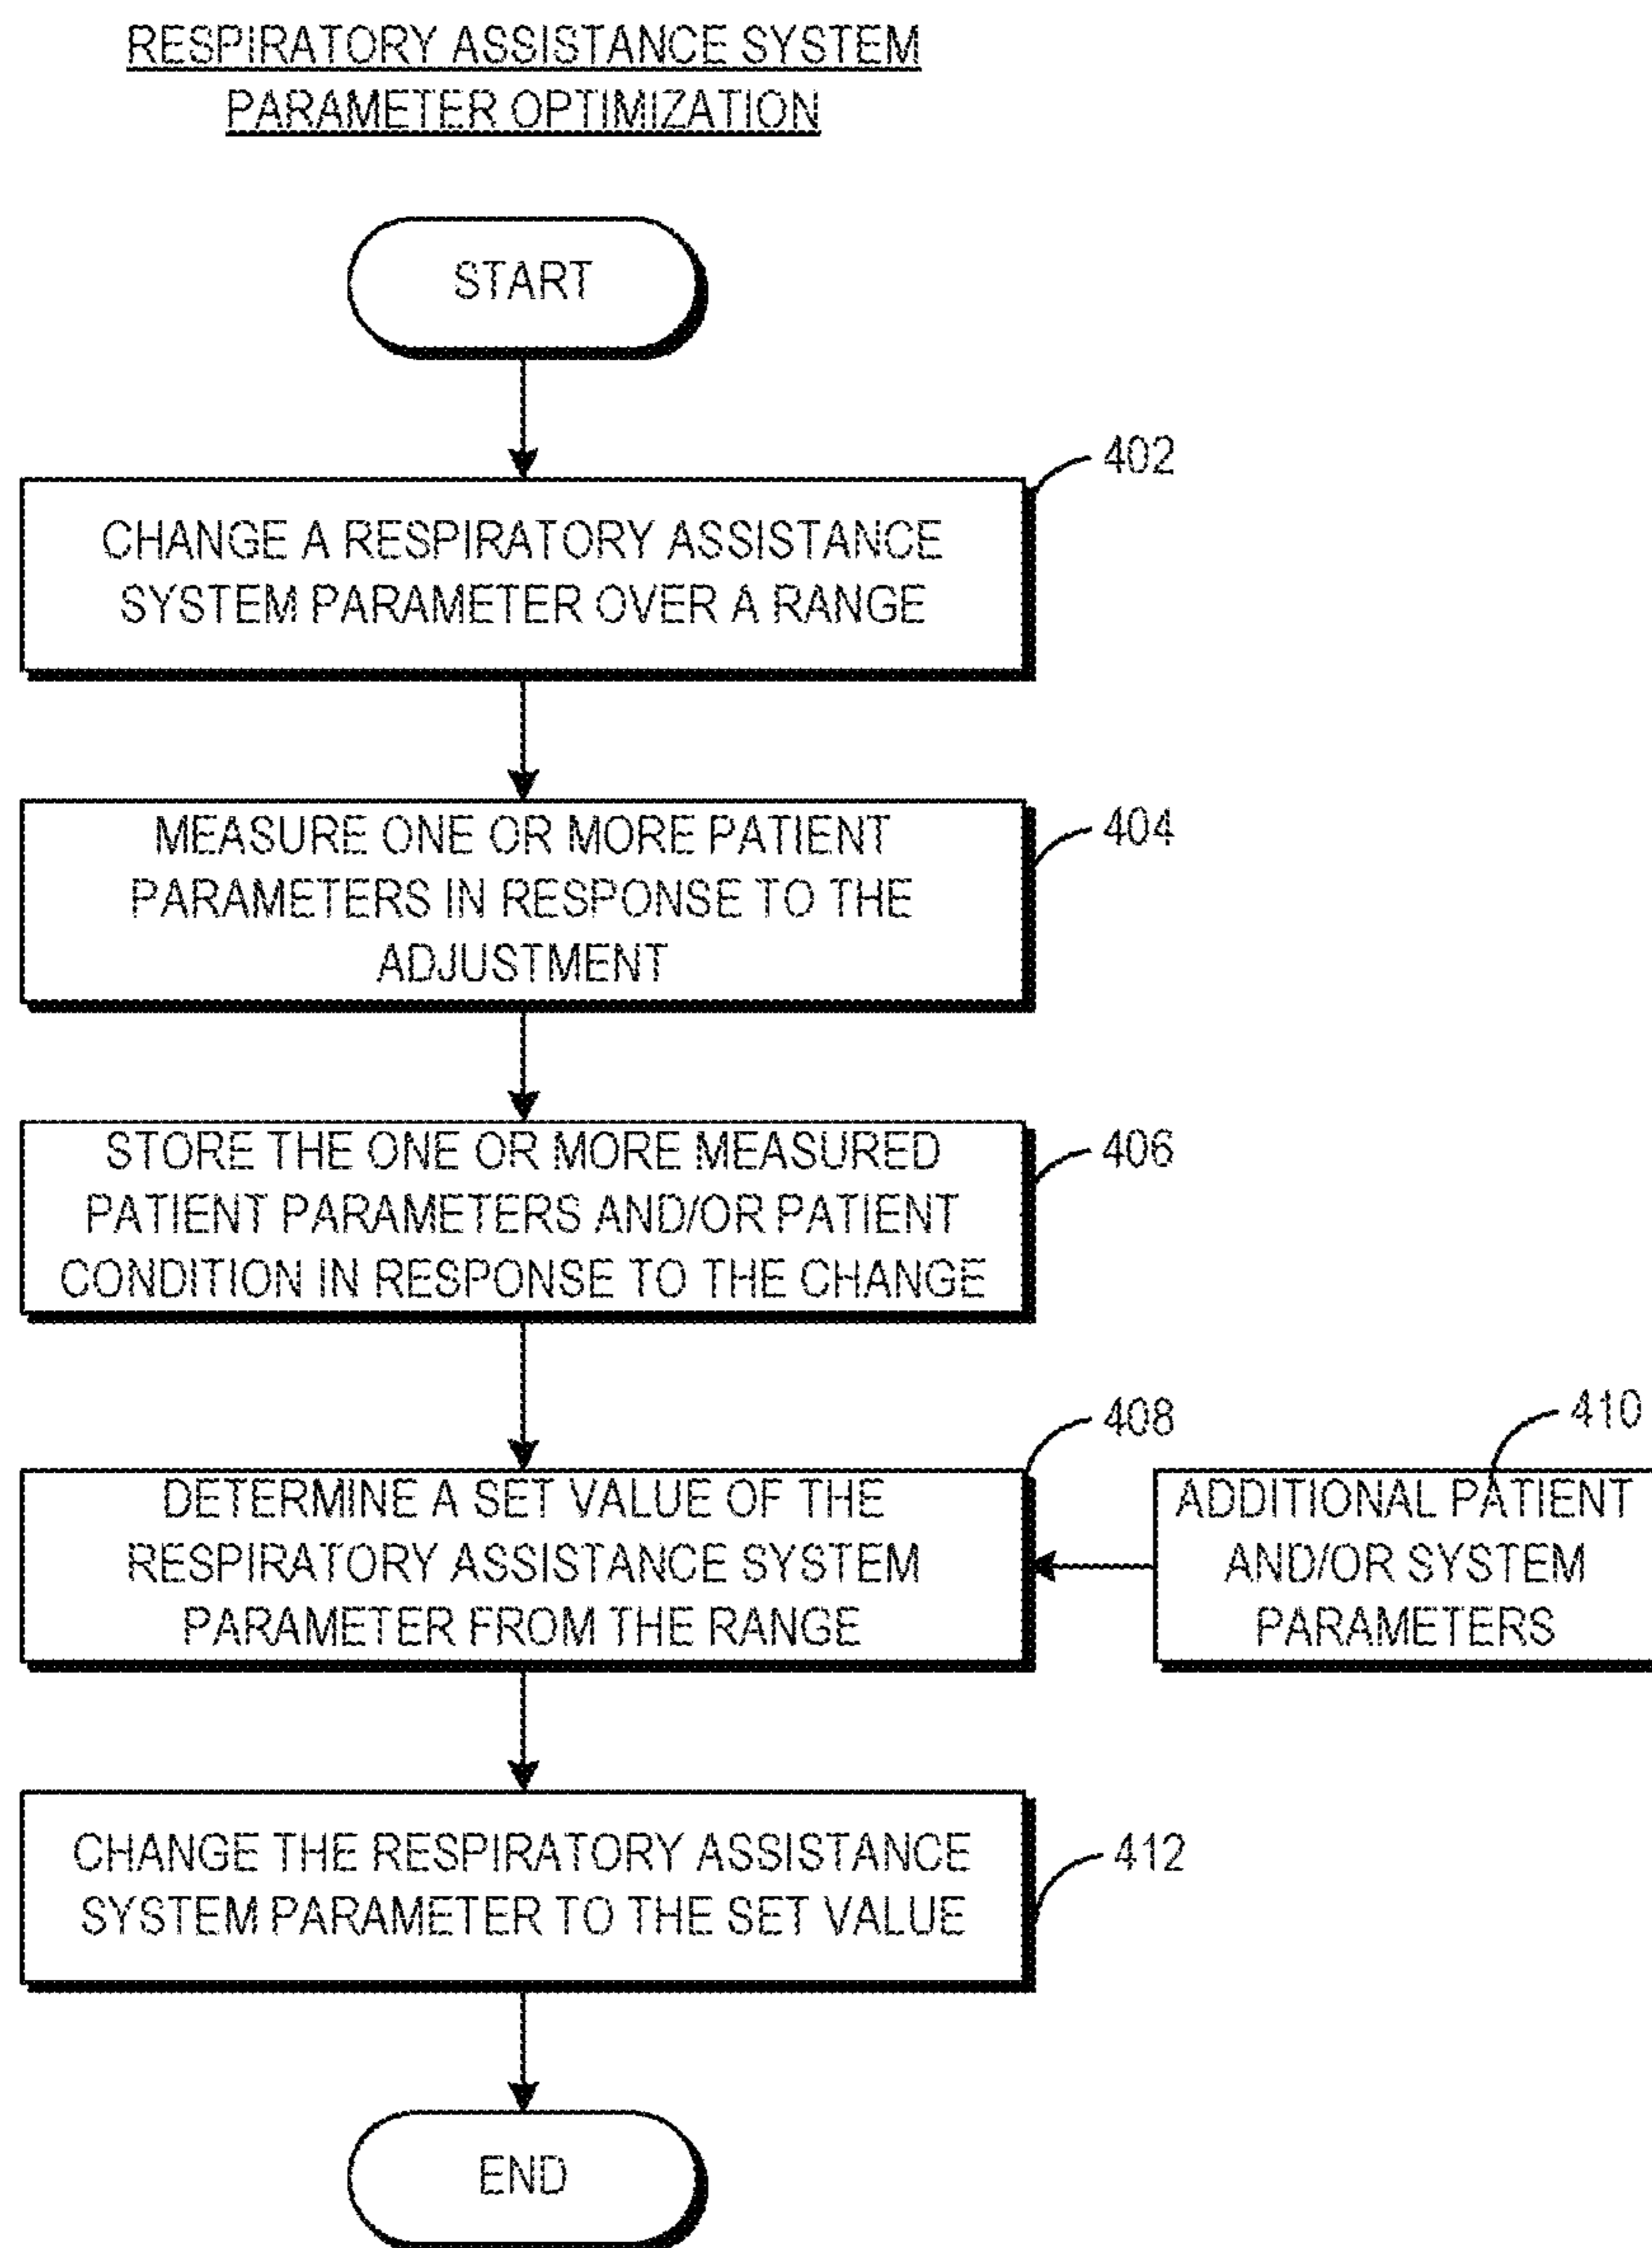 RESPIRATORY ASSISTANCE SYSTEM
PARAMETER OPTIMIZATION
START
402
CHANGE A RESPIRATORY ASSISTANCE
SYSTEM PARAMETER OVER A RANGE
404
MEASURE ONE OR MORE PATIENT
PARAMETERS IN RESPONSE TO THE
ADJUSTMENT
406
STORE THE ONE OR MORE MEASURED
PATIENT PARAMETERS AND/OR PATIENT
CONDITION IN RESPONSE TO THE CHANGE
408
DETERMINE A SET VALUE OF THE
RESPIRATORY ASSISTANCE SYSTEM
PARAMETER FROM THE RANGE
410
ADDITIONAL PATIENT
AND/OR SYSTEM
PARAMETERS
412
CHANGE THE RESPIRATORY ASSISTANCE
SYSTEM PARAMETER TO THE SET VALUE
END